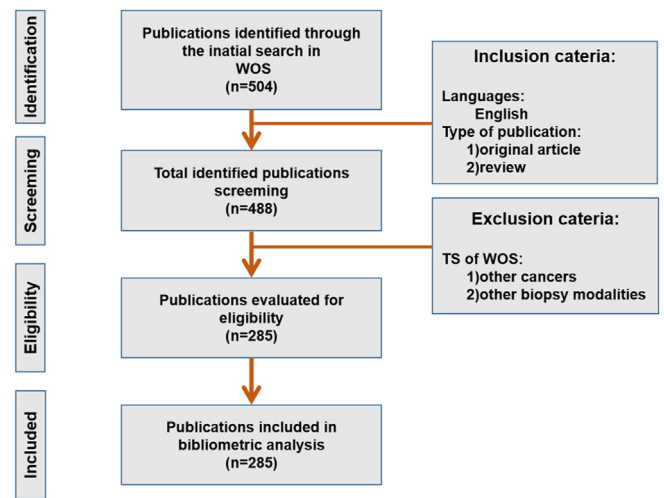 Identification
Publications identified through
the inatial search in
WOS
(n=504)
Inclusion cateria:
Languages:
English
Type of publication:
1)original article
2)review
Screeming
Total identified publications
screeming
(n=488)
Exclusion cateria:
TS of WOS:
1)other cancers
2)other biopsy modalities
Eligibility
Publications evaluated for
eligibility
(n=285)
Included
Publications included in
bibliometric analysis
(n=285)